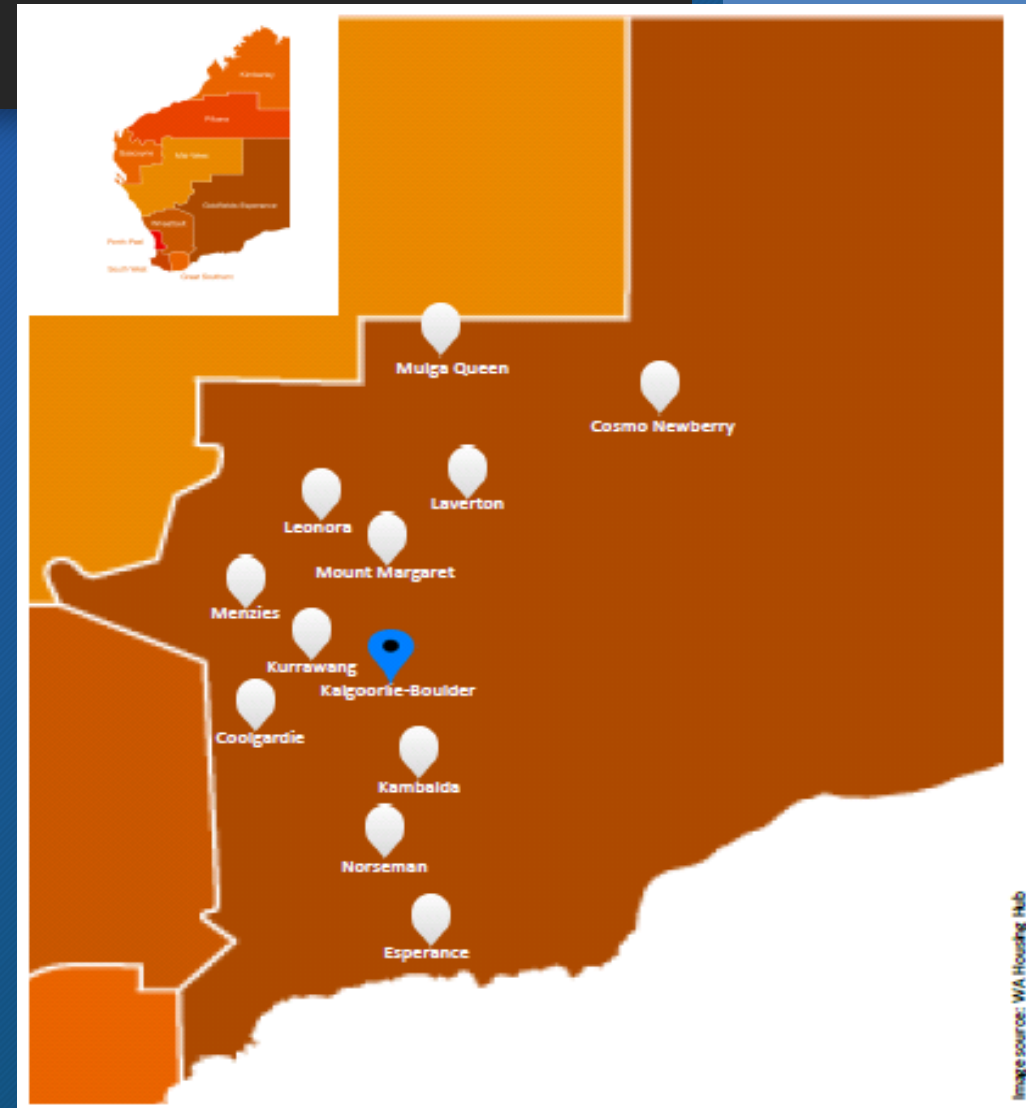 Kimberley
Pilbara
Gascoyne
Mid West
Goldfields Esperance
Wheatbelt
Perth Peel
South West
Great Southern
Mulga Queen
Cosmo Newberry
Laverton
Leonora
Mount Margaret
Menzies
Kurrawang
Kalgoorlie-Boulder
Coolgardie
Kambalda
Norseman
Esperance
Image source: WA Housing Hub